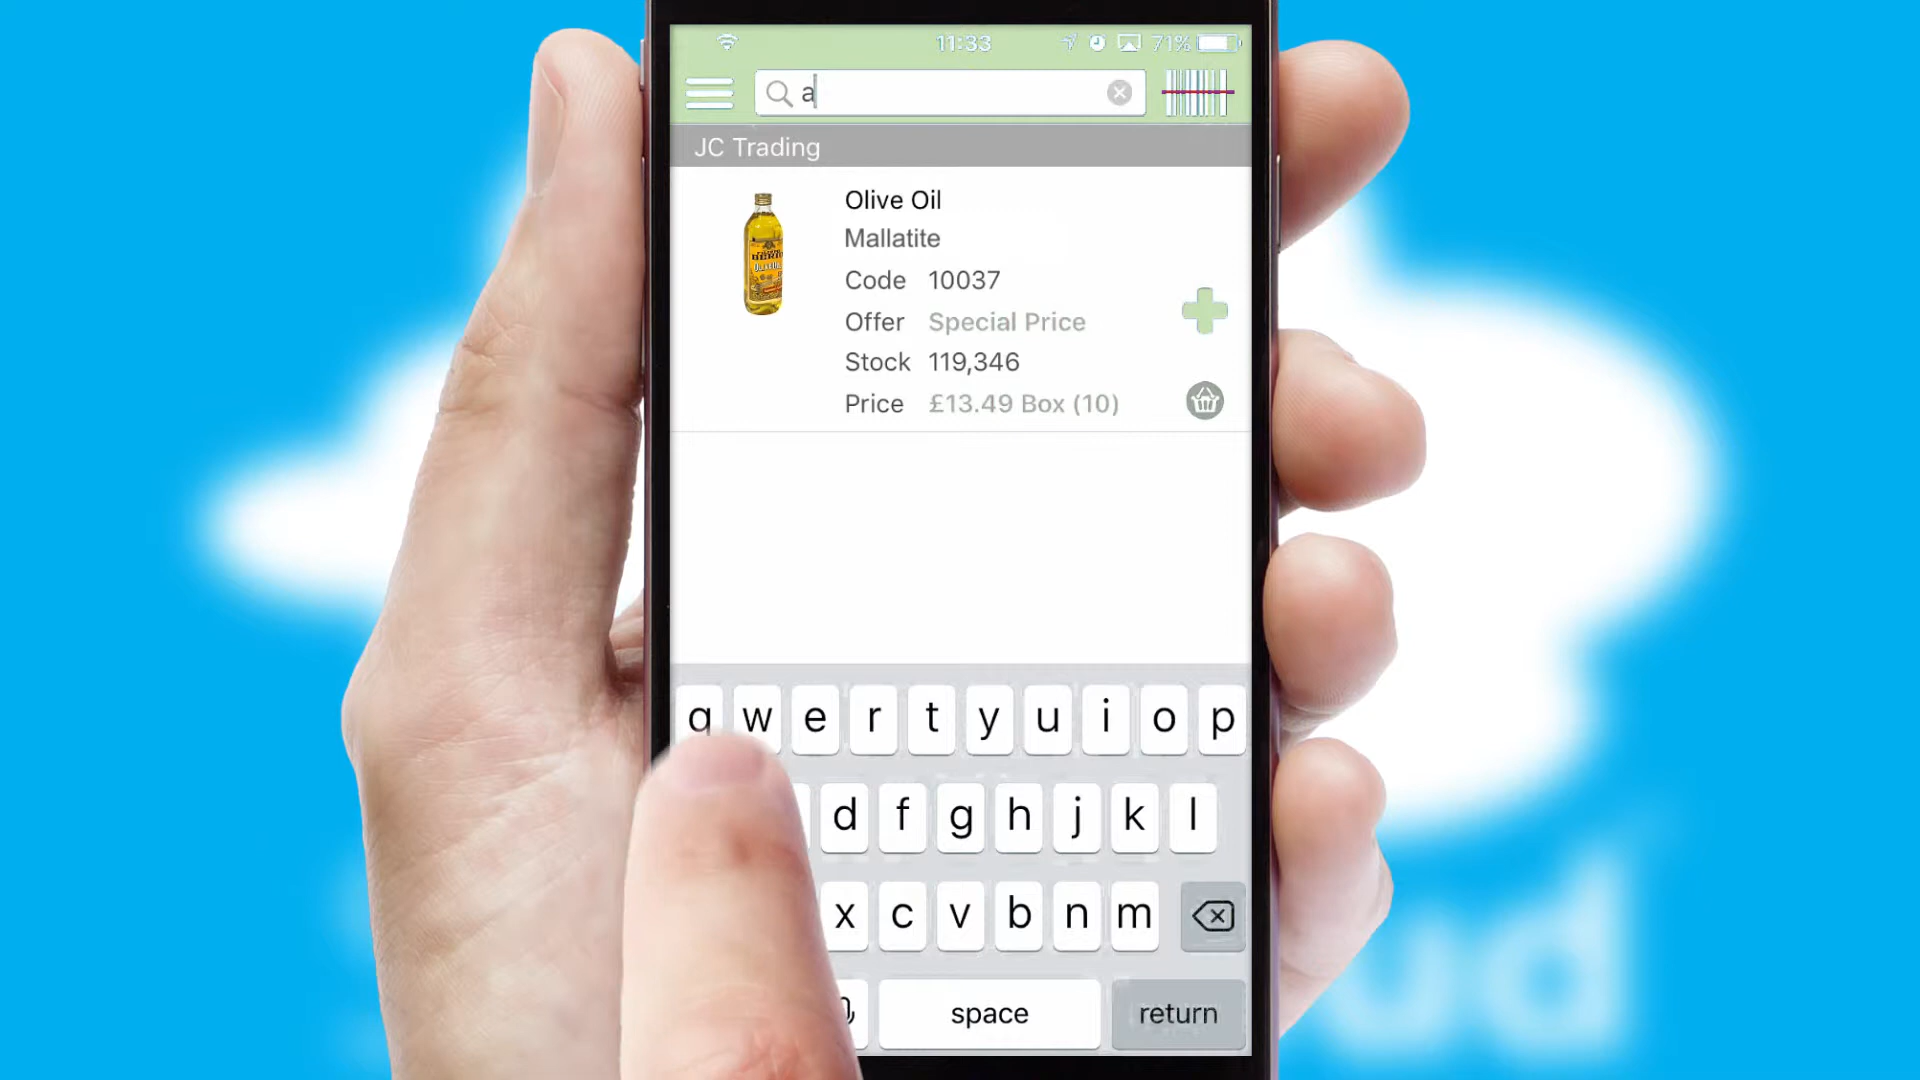 11:33
71%
a
JC Trading
Olive Oil
Mallatite
Code 10037
Offer Special Price
Stock 119,346
Price £13.49 Box (10)
q w e r t y u i o p
d f g h j k l
x c v b n m
space return
ud